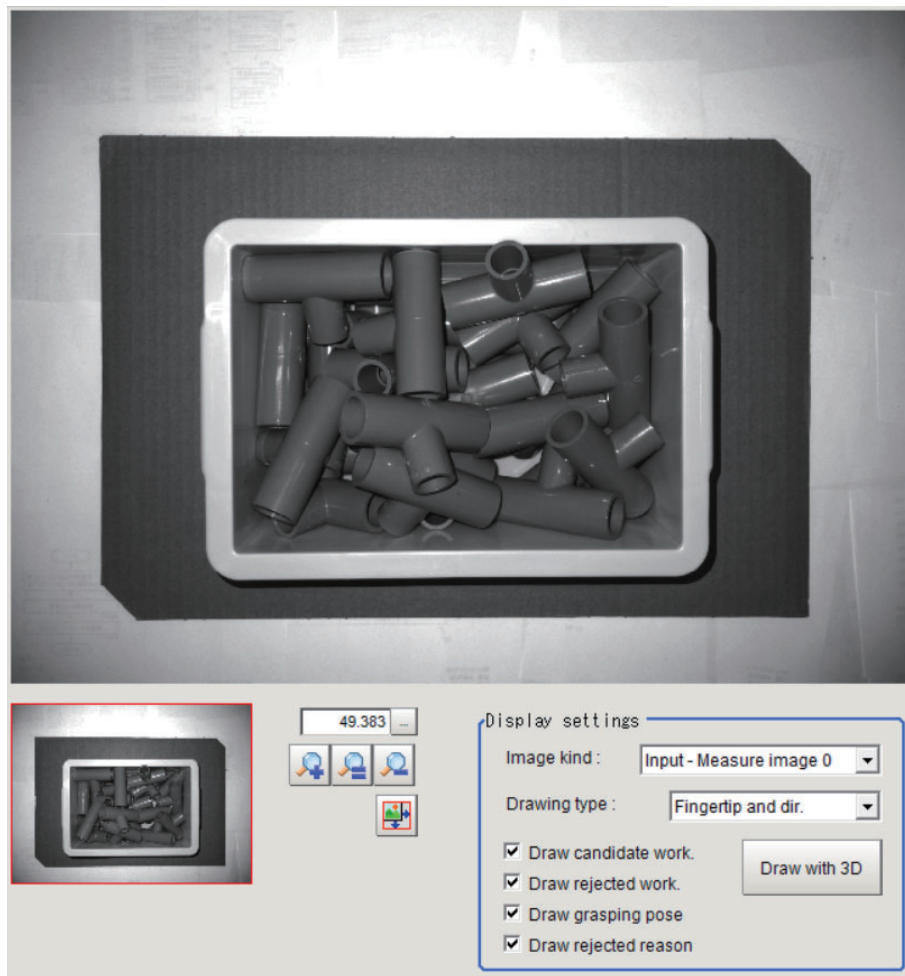 49.383
...
Display settings
Image kind :
Input - Measure image 0
Drawing type :
Fingertip and dir.
Draw candidate work.
Draw with 3D
Draw rejected work.
Draw grasping pose
Draw rejected reason